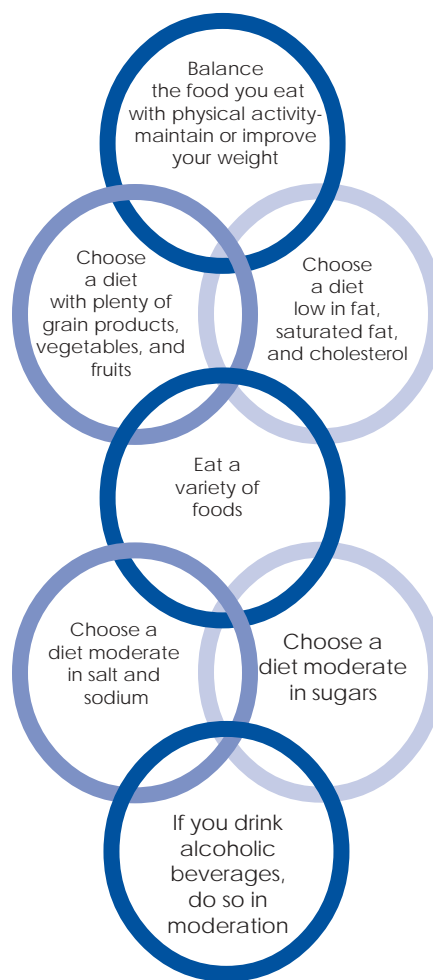 Balance
the food you eat
with physical activity-
maintain or improve
your weight
Choose
a diet
with plenty of
grain products,
vegetables, and
fruits
Choose
a diet
low in fat,
saturated fat,
and cholesterol
Eat a
variety of
foods
Choose a
diet moderate
in salt and
sodium
Choose a
diet moderate
in sugars
If you drink
alcoholic
beverages,
do so in
moderation